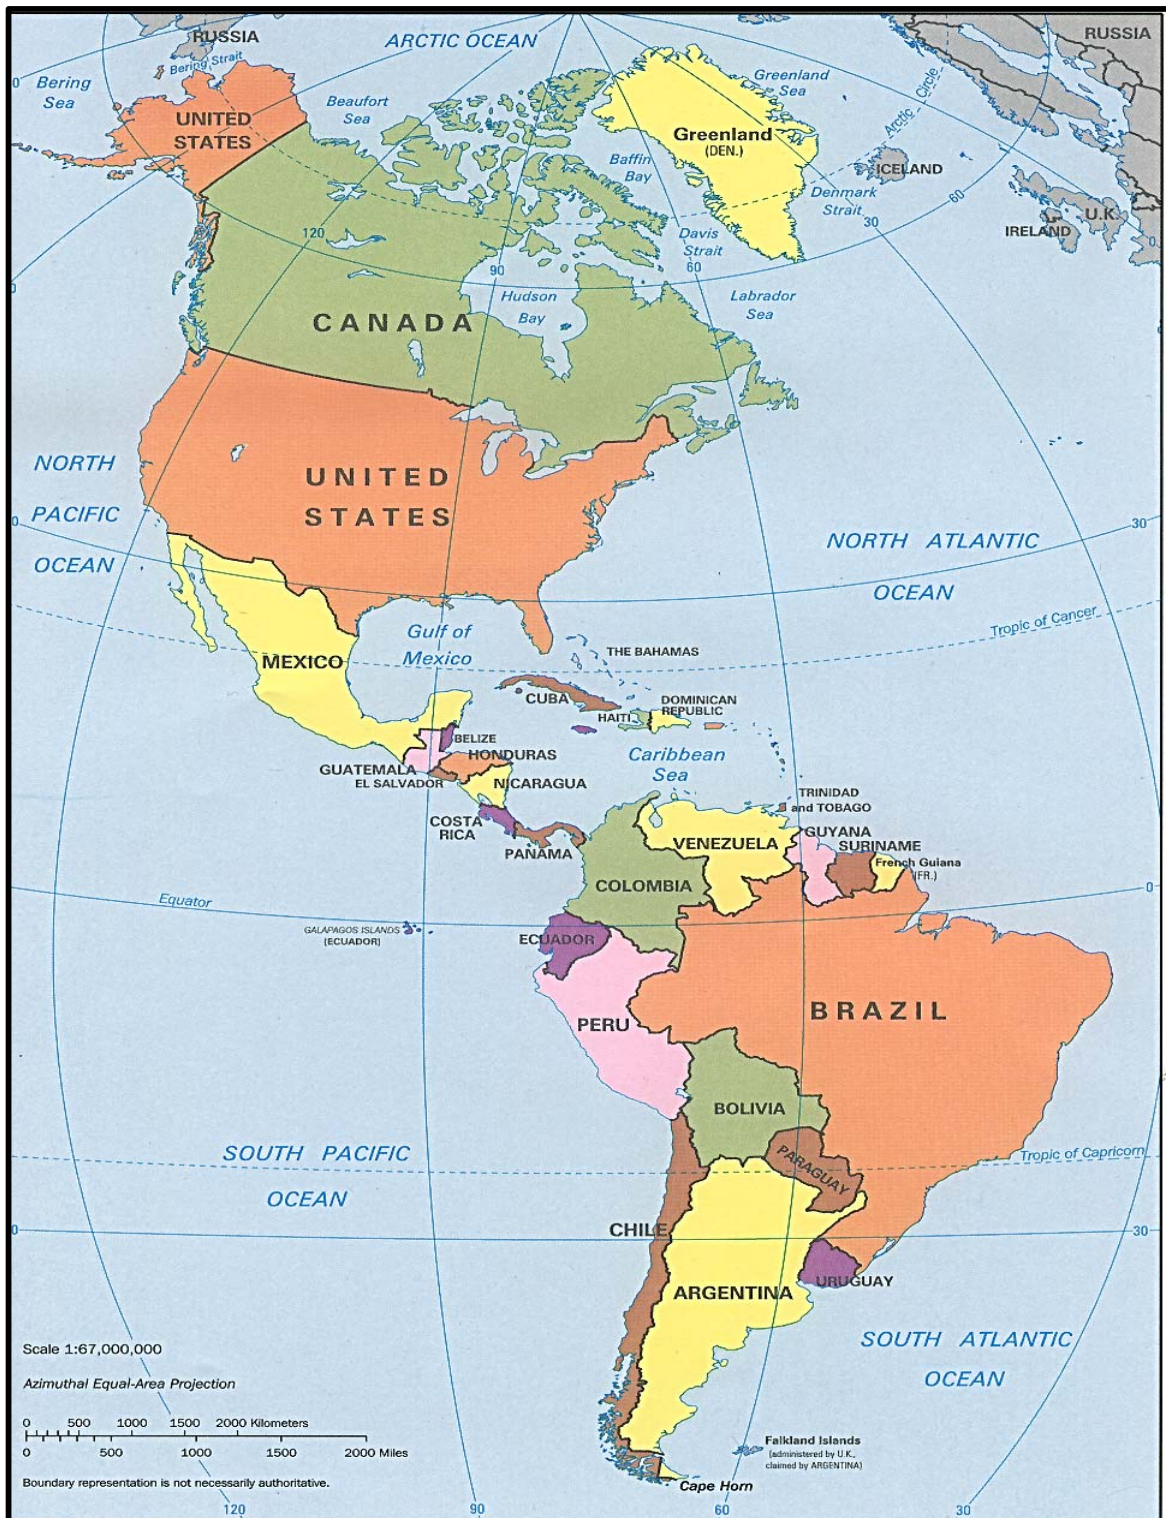 RUSSIA
ARCTIC OCEAN
RUSSIA
Bering Strait
Bering
Sea
Beaufort
Sea
Greenland
Sea
UNITED
STATES
Greenland
(DEN.)
Arctic Circle
Baffin
Bay
ICELAND
Denmark
Strait
60
U.K.
IRELAND
120
Davis
Strait
30
90
60
Hudson
Bay
Labrador
Sea
CANADA
NORTH
PACIFIC
OCEAN
UNITED
STATES
30
NORTH ATLANTIC
OCEAN
Tropic of Cancer
Gulf of
Mexico
MEXICO
THE BAHAMAS
CUBA
DOMINICAN
REPUBLIC
HAITI
BELIZE
HONDURAS
Caribbean
Sea
GUATEMALA
EL SALVADOR
NICARAGUA
TRINIDAD
and TOBAGO
COSTA
RICA
PANAMA
VENEZUELA
GUYANA
SURINAME
French Guiana
(FR.)
COLOMBIA
0
Equator
GALAPAGOS ISLANDS
(ECUADOR)
ECUADOR
PERU
BRAZIL
BOLIVIA
SOUTH PACIFIC
OCEAN
PARAGUAY
Tropic of Capricorn
CHILE
0
30
ARGENTINA
URUGUAY
SOUTH ATLANTIC
OCEAN
Scale 1:67,000,000
Azimuthal Equal-Area Projection
0 500 1000 1500 2000 Kilometers
0 500 1000 1500 2000 Miles
Falkland Islands
(administered by U.K.,
claimed by ARGENTINA)
Boundary representation is not necessarily authoritative.
Cape Horn
120
90
60
30